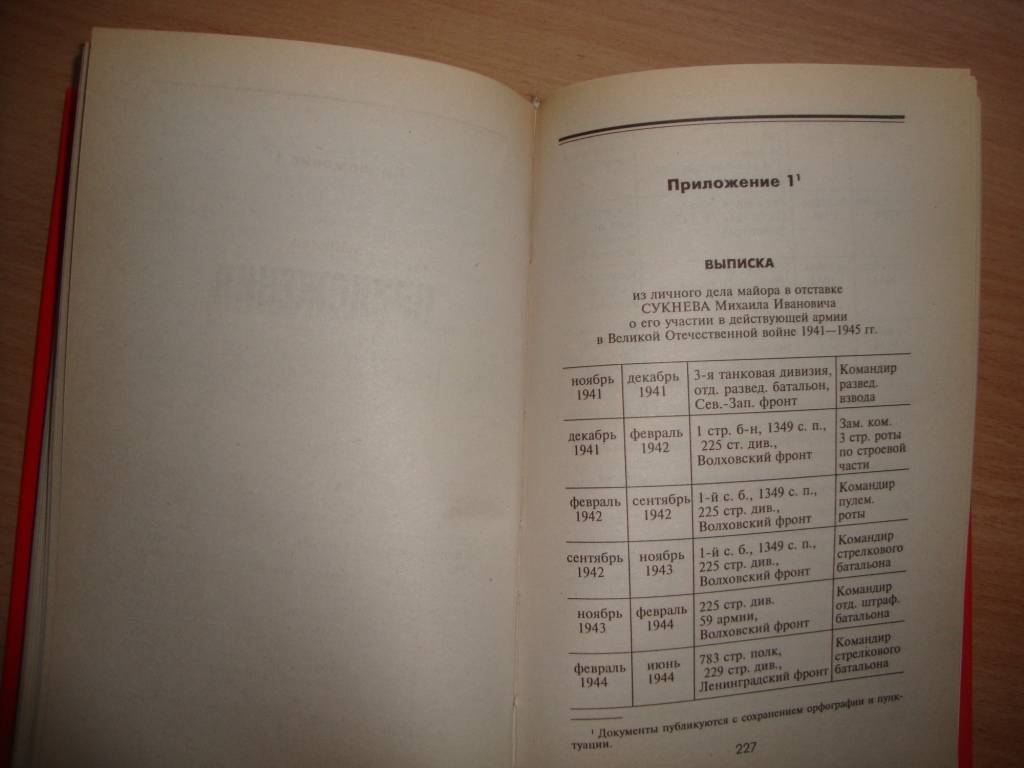 Приложение 1¹
ВЫПИСКА
из личного дела майора в отставке
СУКНЕВА Михаила Ивановича
о его участии в действующей армии
в Великой Отечественной войне 1941—1945 гг.
ноябрь 1941 декабрь 1941 3-я танковая дивизия, Командир
отд. развед. батальон, развед.
Сев.-Зап. фронт взвода
декабрь 1941 февраль 1942 1 стр. б-н, 1349 с. п., Зам. ком.
225 ст. див., 3 стр. роты
Волховский фронт по строевой
части
февраль 1942 сентябрь 1942 1-й с. б., 1349 с. п., Командир
225 стр. див., пулем.
Волховский фронт роты
сентябрь 1942 ноябрь 1943 1-й с. б., 1349 с. п., Командир
225 стр. див., стрелкового
Волховский фронт батальона
ноябрь 1943 февраль 1944 225 стр. див. Командир
59 армии, отд. штраф.
Волховский фронт батальона
февраль 1944 июнь 1944 783 стр. полк, Командир
229 стр. див., стрелкового
Ленинградский фронт батальона
¹ Документы публикуются с сохранением орфографии и пунк-
туации.
227